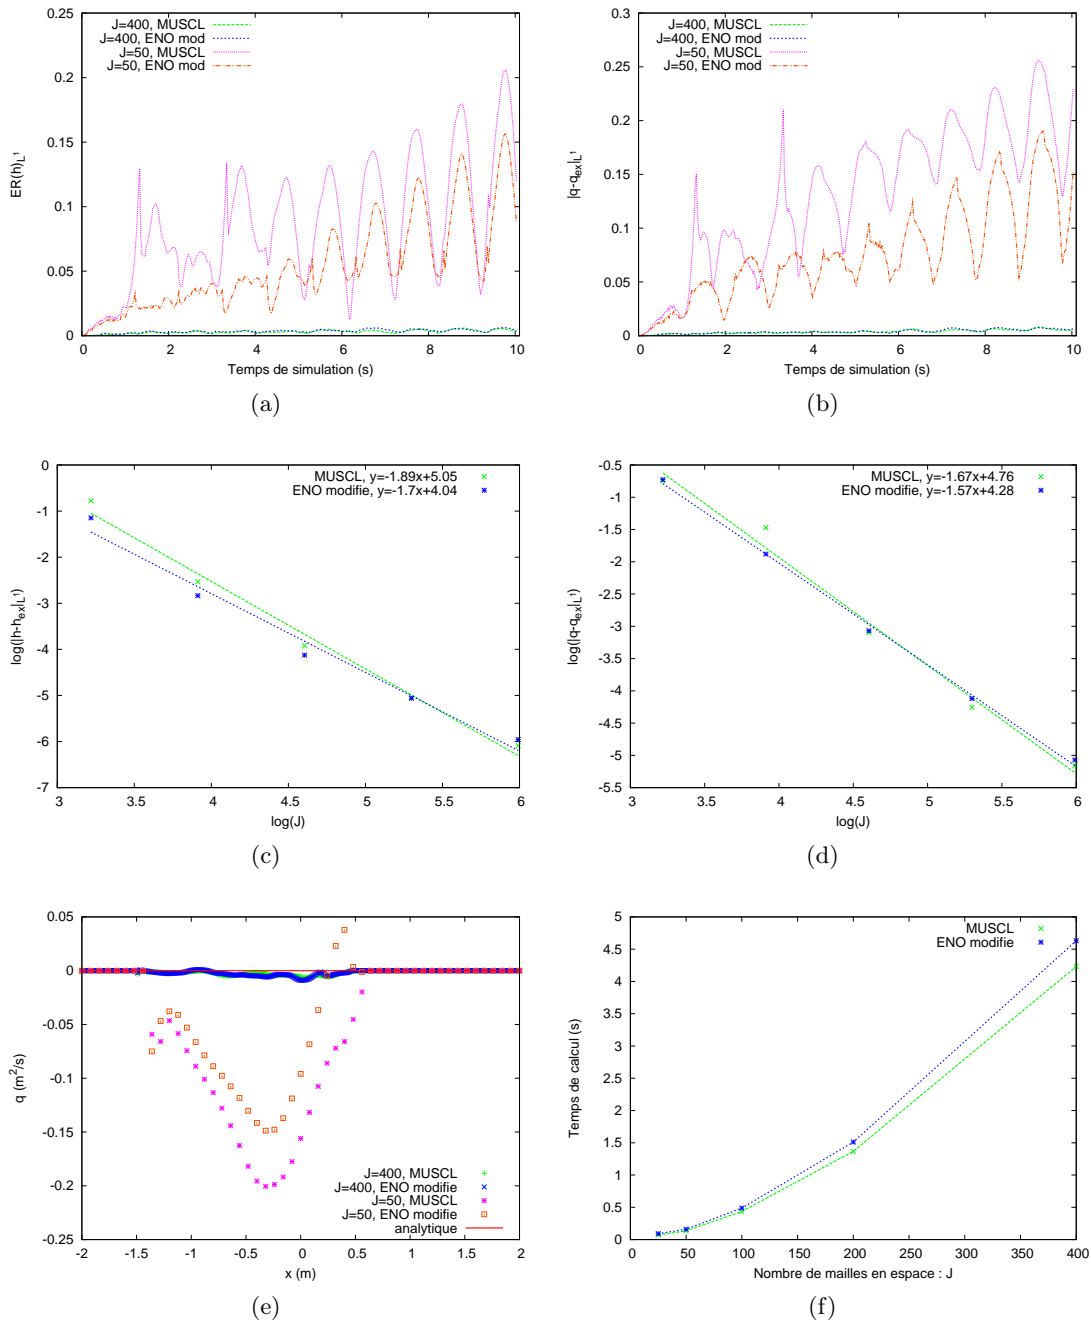 J=400, MUSCL
J=400, ENO mod
J=50, MUSCL
J=50, ENO mod
ER(h)L1
0.25
0.2
0.15
0.1
0.05
0
0 2 4 6 8 10
Temps de simulation (s)
(a)
J=400, MUSCL
J=400, ENO mod
J=50, MUSCL
J=50, ENO mod
|q-qex|L1
0.3
0.25
0.2
0.15
0.1
0.05
0
0 2 4 6 8 10
Temps de simulation (s)
(b)
MUSCL, y=-1.89x+5.05
ENO modifie, y=-1.7x+4.04
log(|h-hex|L1)
0
-1
-2
-3
-4
-5
-6
-7
3 3.5 4 4.5 5 5.5 6
log(J)
(c)
MUSCL, y=-1.67x+4.76
ENO modifie, y=-1.57x+4.28
log(|q-qex|L1)
-0.5
-1
-1.5
-2
-2.5
-3
-3.5
-4
-4.5
-5
-5.5
3 3.5 4 4.5 5 5.5 6
log(J)
(d)
q (m2/s)
0.05
0
-0.05
-0.1
-0.15
-0.2
-0.25
J=400, MUSCL
J=400, ENO modifie
J=50, MUSCL
J=50, ENO modifie
analytique
-2 -1.5 -1 -0.5 0 0.5 1 1.5 2
x (m)
(e)
MUSCL
ENO modifie
Temps de calcul (s)
5
4.5
4
3.5
3
2.5
2
1.5
1
0.5
0
0 50 100 150 200 250 300 350 400
Nombre de mailles en espace : J
(f)